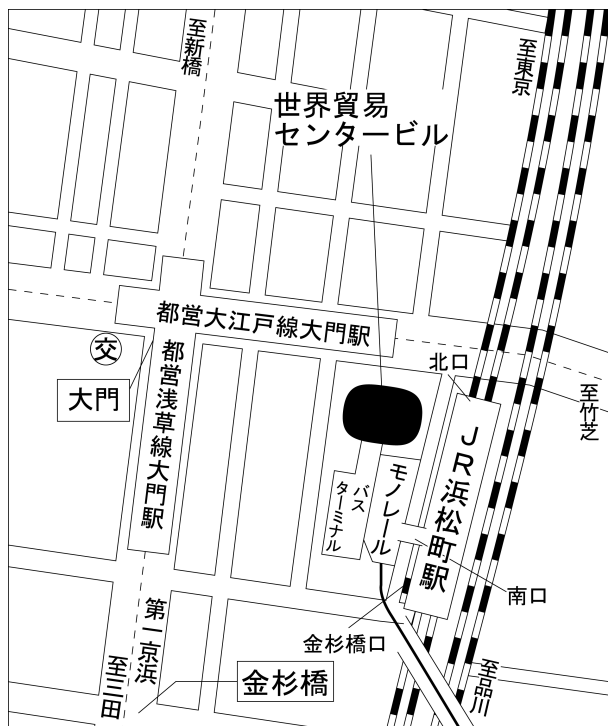 至新橋
至東京
世界貿易
センタービル
都営大江戸線大門駅
交
大門
都営浅草線大門駅
北口
至竹芝
JR浜松町駅
モノレール
バス
ターミナル
南口
金杉橋口
第一京浜
至三田
金杉橋
至品川